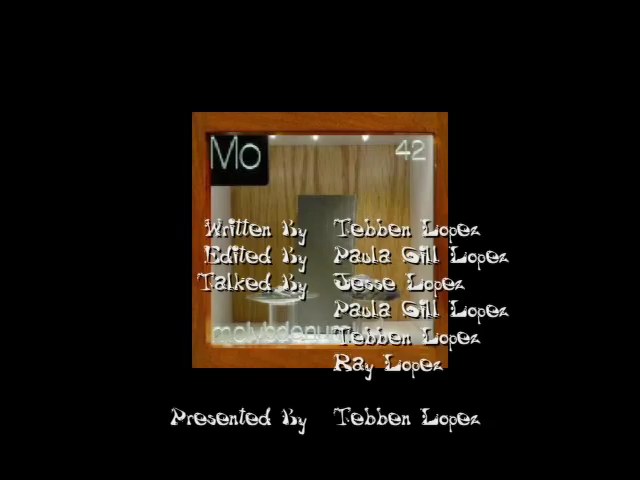 Mo 42
Written By Tebben Lopez
Edited By Paula Gill Lopez
Talked By Jesse Lopez
Paula Gill Lopez
molybdenum Tebben Lopez
Ray Lopez
Presented By Tebben Lopez